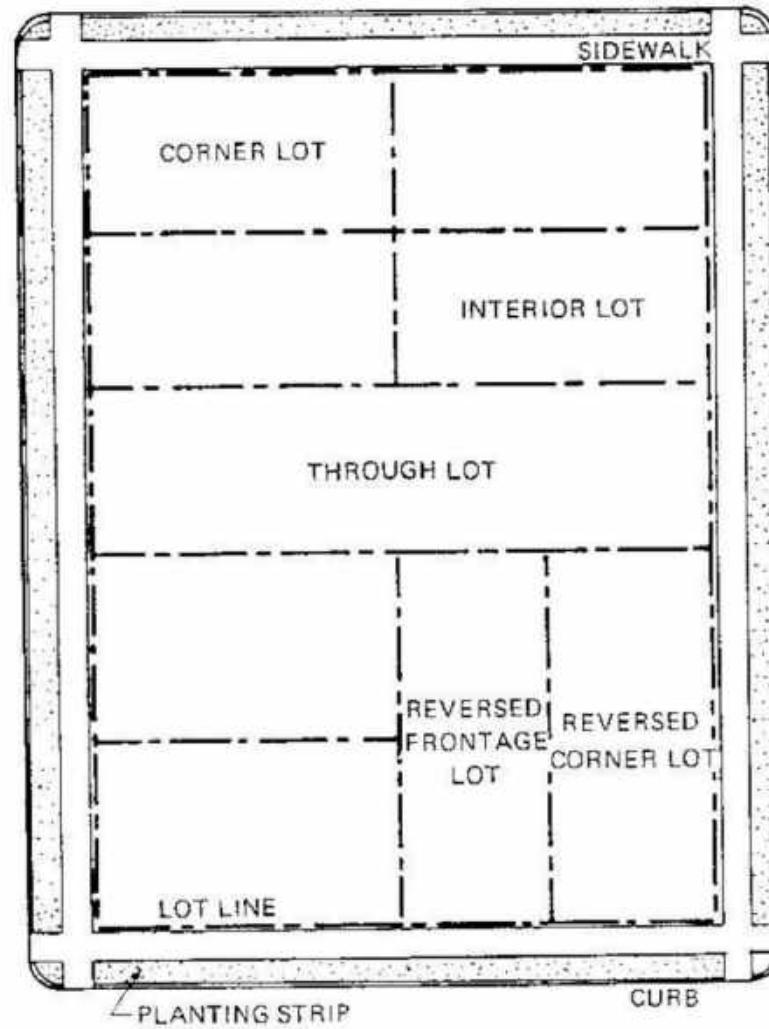 SIDEWALK
CORNER LOT
INTERIOR LOT
THROUGH LOT
REVERSED
FRONTAGE
LOT
REVERSED
CORNER LOT
LOT LINE
PLANTING STRIP
CURB